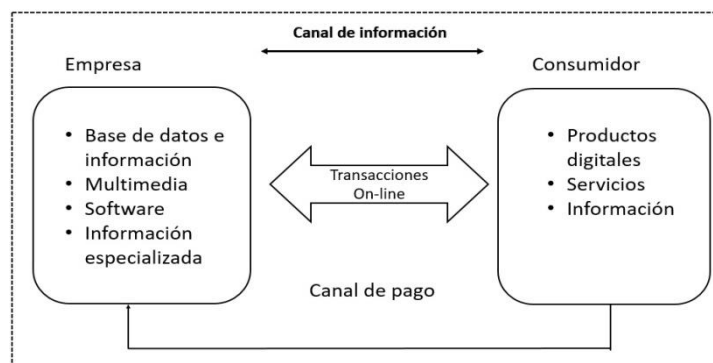 Canal de información
Empresa
Consumidor
• Base de datos e
información
• Multimedia
• Software
• Información
especializada
Transacciones
On-line
• Productos
digitales
• Servicios
• Información
Canal de pago